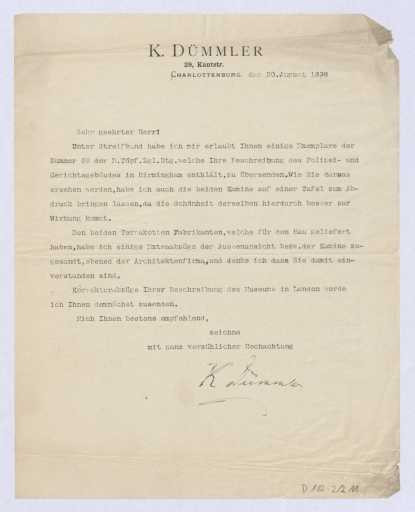 K. DÜMMLER
29, Kantstr.
CHARLOTTENBURG, den 20.August 1898
Sehr geehrter Herr!
Unter Streifband habe ich mir erlaubt Ihnen einige Exemplare der
Nummer 69 der D.Töpf.Zgl.Ztg.welche Ihre Beschreibung des Polizei- und
Gerichtsgebäudes in Birmingham enthält,zu übersenden.Wie Sie daraus
ersehen werden,habe ich auch die beiden Kamine auf einer Tafel zum Ab-
druck bringen lassen,da die Schönheit derselben hierdurch besser zur
Wirkung kommt.
Den beiden Terrakotten Fabrikanten,welche für den Bau geliefert
haben,habe ich einige Extraabzüge der Aussenansicht bezw.der Kamine zu-
gesandt,ebenso der Architektenfirma,und denke ich dass Sie damit ein-
verstanden sind.
Korrekturabzüge Ihrer Beschreibung des Museums in London werde
ich Ihnen demnächst zusenden.
Mich Ihnen bestens empfehlend,
zeichne
mit ganz vorzüglicher Hochachtung
K Dümmler